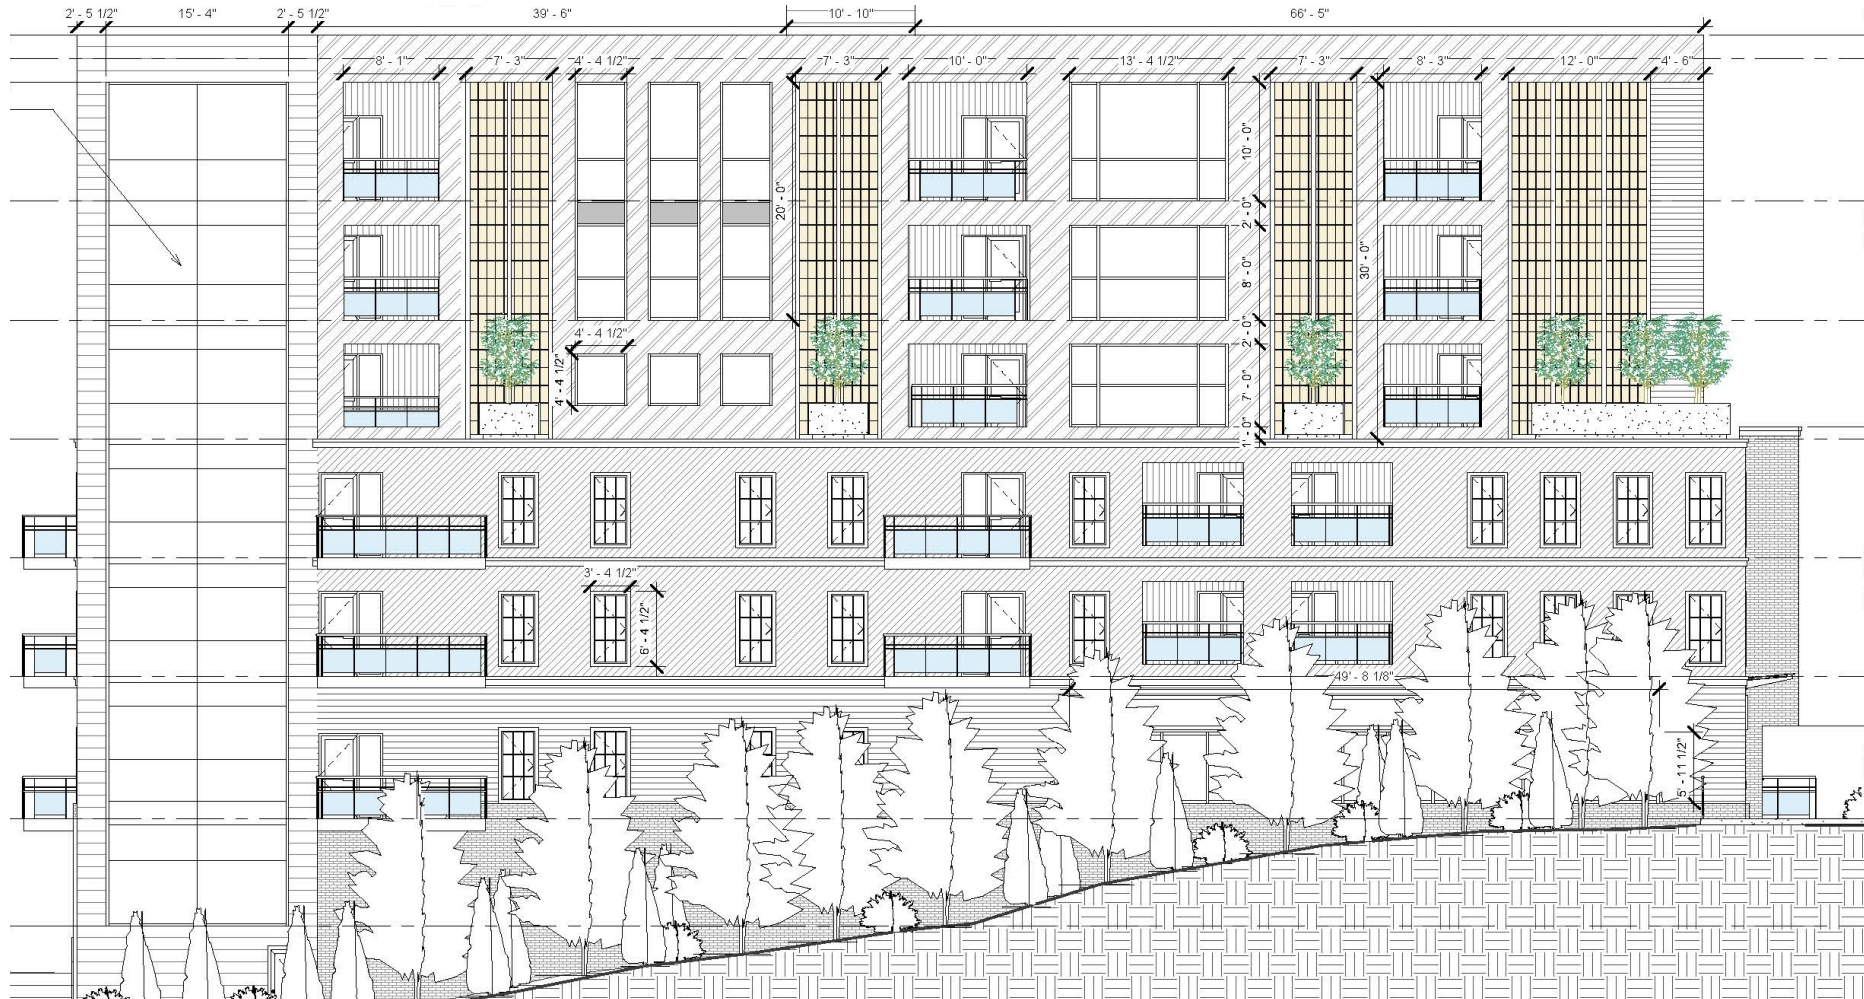 2' - 5 1/2"
15' - 4"
2' - 5 1/2"
39' - 6"
10' - 10"
66' - 5"
8' - 1"
7' - 3"
4' - 4 1/2"
7' - 3"
10' - 0"
13' - 4 1/2"
7' - 3"
8' - 3"
12' - 0"
4' - 6"
20' - 0"
10' - 0"
2' - 0"
8' - 0"
2' - 0"
7' - 0"
1' - 0"
30' - 0"
4' - 4 1/2"
4' - 4 1/2"
3' - 4 1/2"
6' - 4 1/2"
49' - 8 1/8"
5' - 11 1/2"